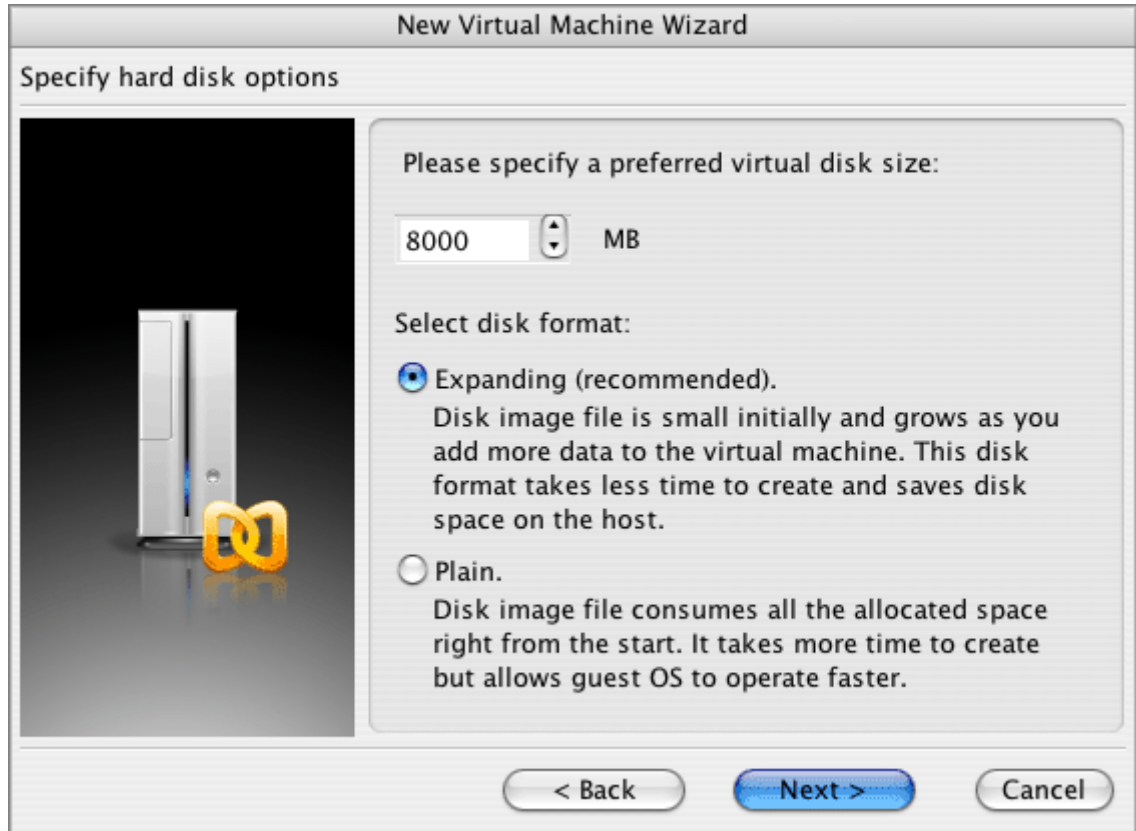 New Virtual Machine Wizard
Specify hard disk options
Please specify a preferred virtual disk size:
8000 MB
Select disk format:
Expanding (recommended).
Disk image file is small initially and grows as you
add more data to the virtual machine. This disk
format takes less time to create and saves disk
space on the host.
Plain.
Disk image file consumes all the allocated space
right from the start. It takes more time to create
but allows guest OS to operate faster.
< Back Next > Cancel